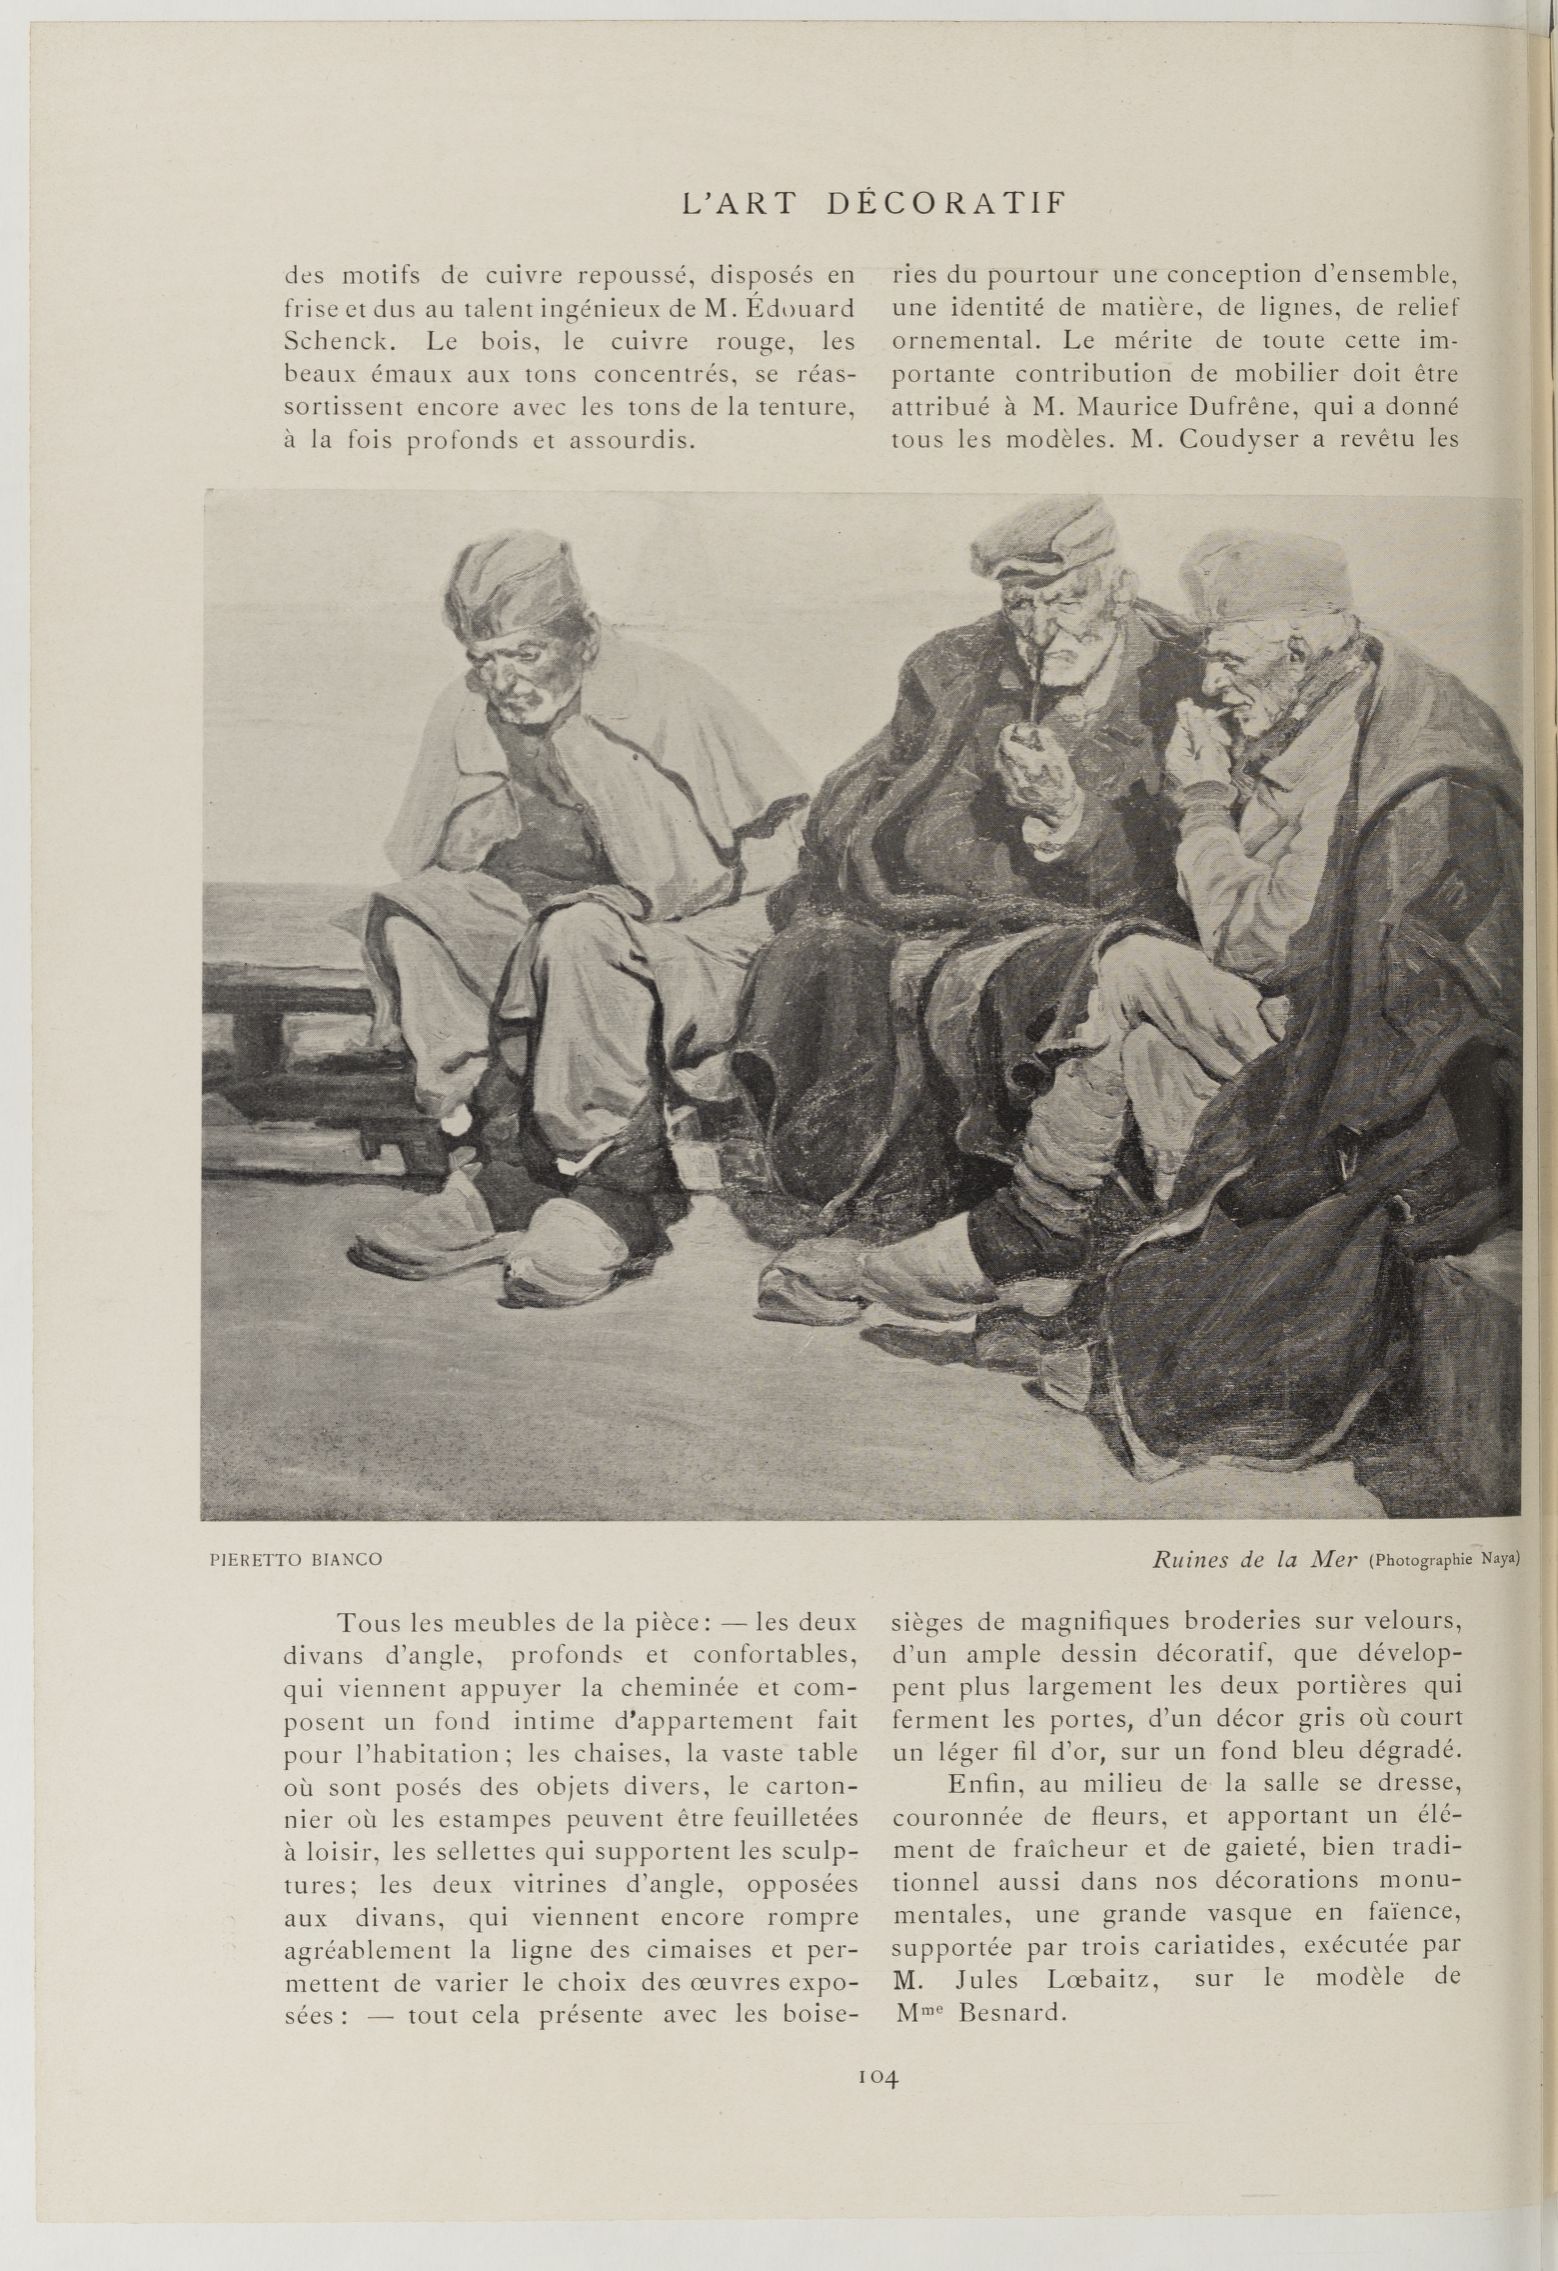 L'ART DÉCORATIF
des motifs de cuivre repoussé, disposés en
frise et dus au talent ingénieux de M. Édouard
Schenck. Le bois, le cuivre rouge, les
beaux émaux aux tons concentrés, se réas-
sortissent encore avec les tons de la tenture,
à la fois profonds et assourdis.
ries du pourtour une conception d'ensemble,
une identité de matière, de lignes, de relief
ornemental. Le mérite de toute cette im-
portante contribution de mobilier doit être
attribué à M. Maurice Dufrêne, qui a donné
tous les modèles. M. Coudyser a revêtu les
PIERETTO BIANCO
Ruines de la Mer (Photographie Naya)
Tous les meubles de la pièce: — les deux
divans d'angle, profonds et confortables,
qui viennent appuyer la cheminée et com-
posent un fond intime d'appartement fait
pour l'habitation; les chaises, la vaste table
où sont posés des objets divers, le carton-
nier où les estampes peuvent être feuilletées
à loisir, les sellettes qui supportent les sculp-
tures; les deux vitrines d'angle, opposées
aux divans, qui viennent encore rompre
agréablement la ligne des cimaises et per-
mettent de varier le choix des œuvres expo-
sées: — tout cela présente avec les boise-
sièges de magnifiques broderies sur velours,
d'un ample dessin décoratif, que dévelop-
pent plus largement les deux portières qui
ferment les portes, d'un décor gris où court
un léger fil d'or, sur un fond bleu dégradé.
Enfin, au milieu de la salle se dresse,
couronnée de fleurs, et apportant un élé-
ment de fraîcheur et de gaieté, bien tradi-
tionnel aussi dans nos décorations monu-
mentales, une grande vasque en faïence,
supportée par trois cariatides, exécutée par
M. Jules Lœbaitz, sur le modèle de
Mme Besnard.
104